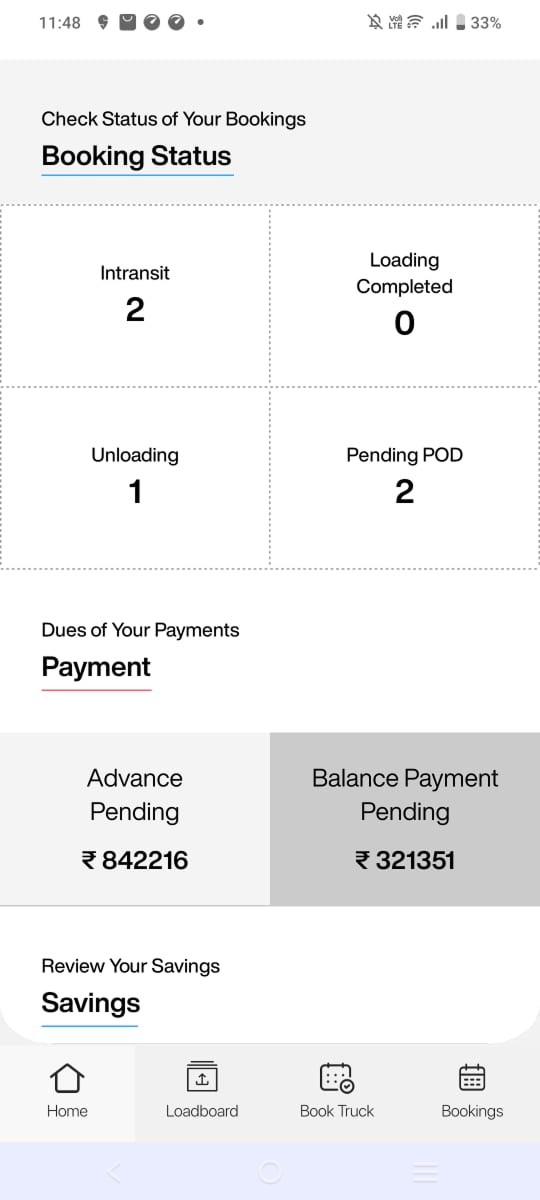 11:48
Vo) LTE
33%
Check Status of Your Bookings
Booking Status
Intransit
2
Loading
Completed
0
Unloading
1
Pending POD
2
Dues of Your Payments
Payment
Advance
Pending
₹ 842216
Balance Payment
Pending
₹ 321351
Review Your Savings
Savings
Home
Loadboard
Book Truck
Bookings